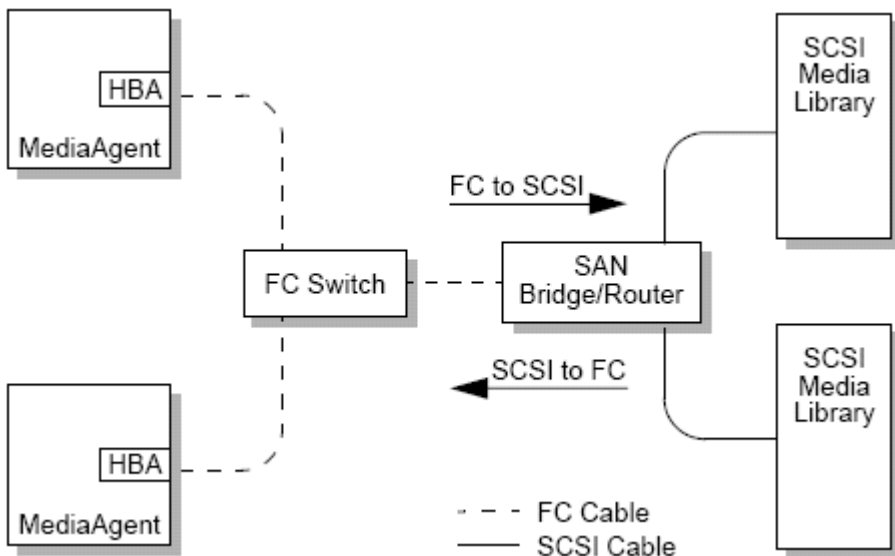 HBA
MediaAgent
SCSI
Media
Library
FC to SCSI
FC Switch
SAN
Bridge/Router
SCSI to FC
SCSI
Media
Library
HBA
MediaAgent
FC Cable
SCSI Cable